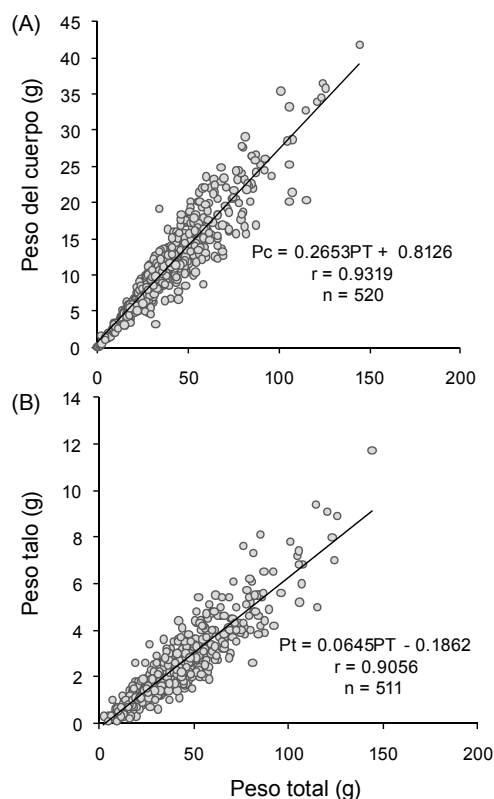 (A)
45
40
35
30
25
20
15
10
5
0
Peso del cuerpo (g)
Pc = 0.2653PT + 0.8126
r = 0.9319
n = 520
0 50 100 150 200
(B)
14
12
10
8
6
4
2
0
Peso talo (g)
Pt = 0.0645PT - 0.1862
r = 0.9056
n = 511
0 50 100 150 200
Peso total (g)